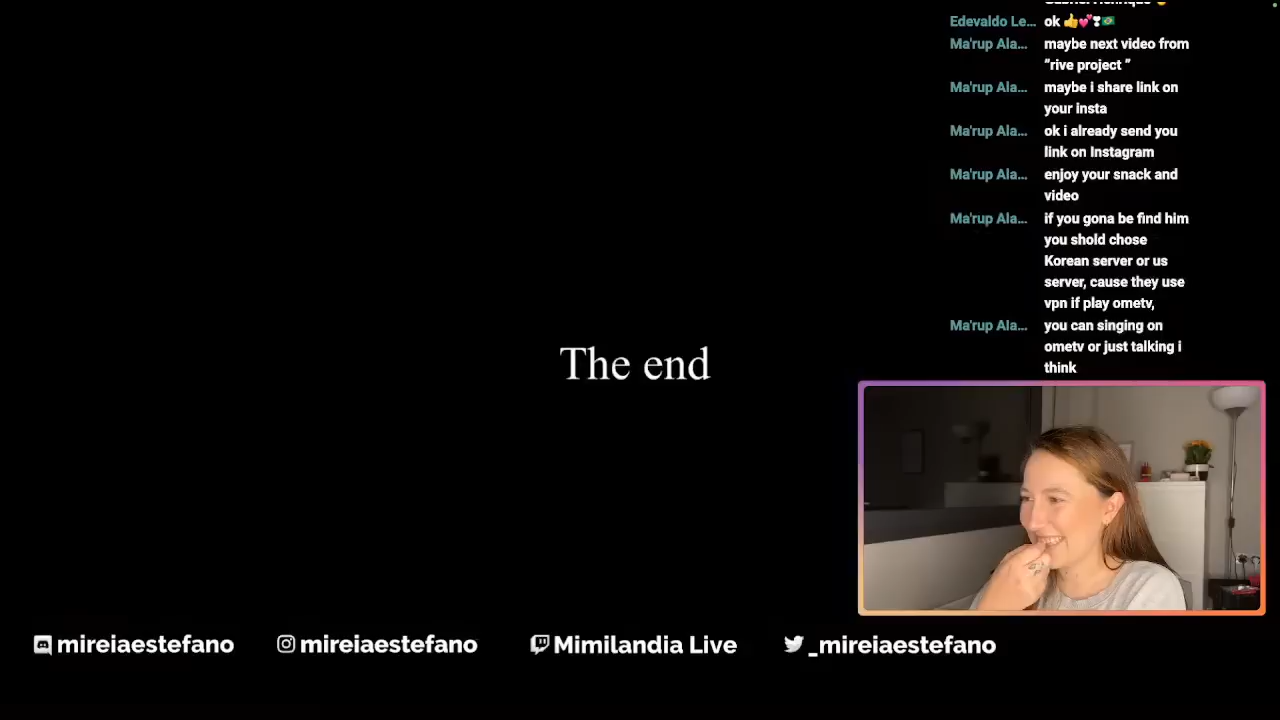 Edevaldo Le... ok 👍💕❣🇧🇷
Ma'rup Ala... maybe next video from
"rive project "
Ma'rup Ala... maybe i share link on
your insta
Ma'rup Ala... ok i already send you
link on Instagram
Ma'rup Ala... enjoy your snack and
video
Ma'rup Ala... if you gona be find him
you shold chose
Korean server or us
server, cause they use
vpn if play ometv,
Ma'rup Ala... you can singing on
ometv or just talking i
think
The end
mireiaestefano
mireiaestefano
Mimilandia Live
_mireiaestefano